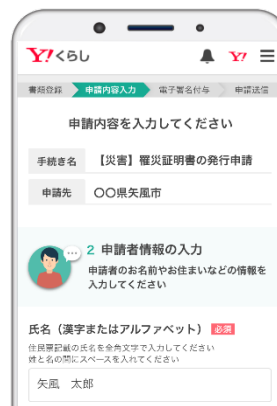 Y!くらし
Y!
書類登録 申請内容入力 電子署名付与 申請送信
申請内容を入力してください
手続き名 【災害】罹災証明書の発行申請
申請先 〇〇県矢風市
2 申請者情報の入力
申請者のお名前やお住まいなどの情報を
入力してください
氏名(漢字またはアルファベット) 必須
住民票記載の氏名を全角文字で入力してください
姓と名の間にスペースを入れてください
矢風 太郎